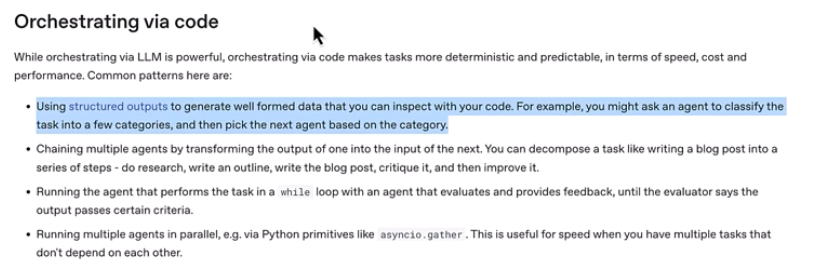 Orchestrating via code
While orchestrating via LLM is powerful, orchestrating via code makes tasks more deterministic and predictable, in terms of speed, cost and
performance. Common patterns here are:
• Using structured outputs to generate well formed data that you can inspect with your code. For example, you might ask an agent to classify the
task into a few categories, and then pick the next agent based on the category.
• Chaining multiple agents by transforming the output of one into the input of the next. You can decompose a task like writing a blog post into a
series of steps - do research, write an outline, write the blog post, critique it, and then improve it.
• Running the agent that performs the task in a while loop with an agent that evaluates and provides feedback, until the evaluator says the
output passes certain criteria.
• Running multiple agents in parallel, e.g. via Python primitives like asyncio.gather. This is useful for speed when you have multiple tasks that
don't depend on each other.